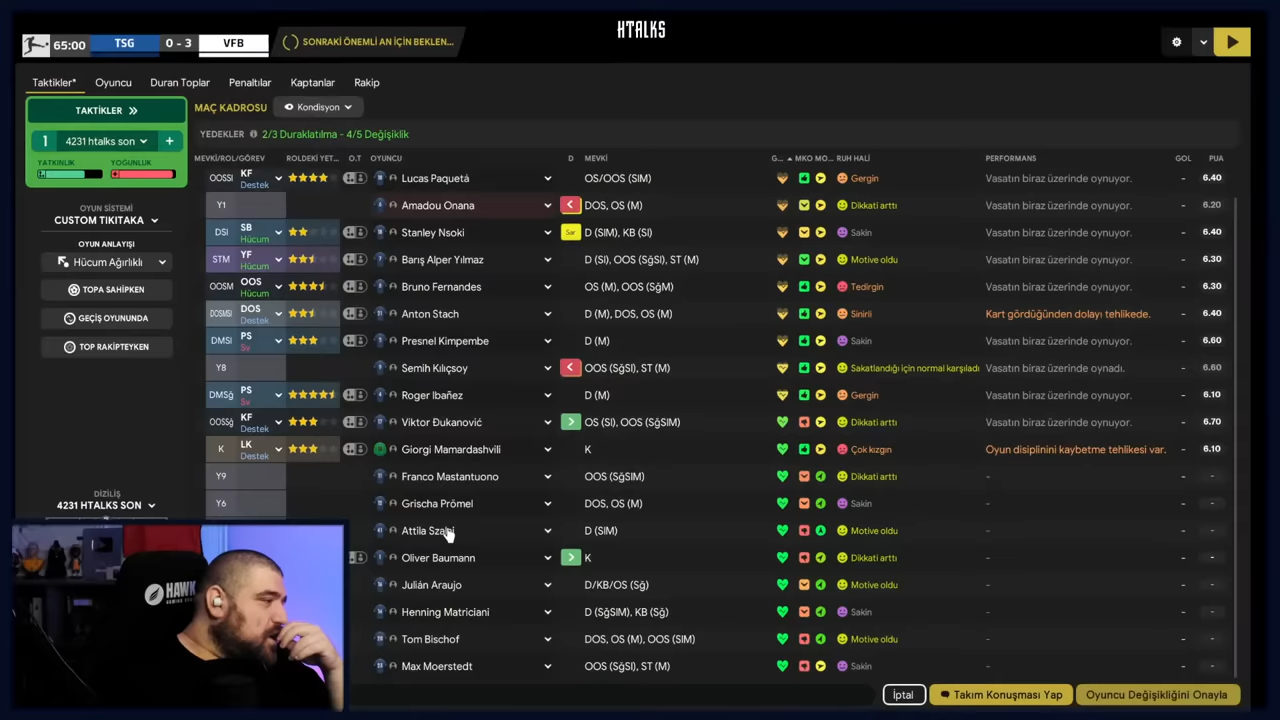 HTALKS
65:00 TSG 0 - 3 VFB SONRAKİ ÖNEMLİ AN İÇİN BEKLEN...
Taktikler* Oyuncu Duran Toplar Penaltılar Kaptanlar Rakip
TAKTİKLER
MAÇ KADROSU Kondisyon
1 4231 htalks son +
YATKINLIK YOĞUNLUK
YEDEKLER 2/3 Duraklatılma - 4/5 Değişiklik
MEVKİ/ROL/GÖREV ROLDEKİ YET... O.T OYUNCU D MEVKİ G... MKO MO... RUH HALİ PERFORMANS GOL PUA
OOSSI KF Destek Lucas Paquetá OS/OOS (SIM) Gergin Vasatın biraz üzerinde oynuyor. - 6.40
Y1 Amadou Onana DOS, OS (M) Dikkati arttı Vasatın biraz üzerinde oynuyor. - 6.20
DSI SB Hücum Stanley Nsoki Sar D (SIM), KB (SI) Sakin Vasatın biraz üzerinde oynuyor. - 6.40
STM YF Hücum Barış Alper Yılmaz D (SI), OOS (SğSI), ST (M) Motive oldu Vasatın biraz üzerinde oynuyor. - 6.30
OOSM OOS Hücum Bruno Fernandes OS (M), OOS (SğM) Tedirgin Vasatın biraz üzerinde oynuyor. - 6.30
DOSMSI DOS Destek Anton Stach D (M), DOS, OS (M) Sinirli Kart gördüğünden dolayı tehlikede. - 6.40
DMSI PS Sv Presnel Kimpembe D (M) Sakin Vasatın biraz üzerinde oynuyor. - 6.60
Y8 Semih Kılıçsoy OOS (SğSI), ST (M) Sakatlandığı için normal karşıladı Vasatın biraz üzerinde oynadı. - 6.60
DMSğ PS Sv Roger Ibañez D (M) Gergin Vasatın biraz üzerinde oynuyor. - 6.10
OOSSğ KF Destek Viktor Đukanović OS (SI), OOS (SğSIM) Dikkati arttı Vasatın biraz üzerinde oynuyor. - 6.70
K LK Destek Giorgi Mamardashvili K Çok kızgın Oyun disiplinini kaybetme tehlikesi var. - 6.10
Y9 Franco Mastantuono OOS (SğSIM) Dikkati arttı - - -
Y6 Grischa Prömel DOS, OS (M) Sakin - - -
Attila Szalai D (SIM) Motive oldu - - -
Oliver Baumann K Dikkati arttı - - -
Julián Araujo D/KB/OS (Sğ) Motive oldu - - -
Henning Matriciani D (SğSIM), KB (Sğ) Sakin - - -
Tom Bischof DOS, OS (M), OOS (SIM) Motive oldu - - -
Max Moerstedt OOS (SğSI), ST (M) Sakin - - -
OYUN SİSTEMİ
CUSTOM TIKITAKA
OYUN ANLAYIŞI
Hücum Ağırlıklı
TOPA SAHİPKEN
GEÇİŞ OYUNUNDA
TOP RAKİPTEYKEN
DİZİLİŞ
4231 HTALKS SON
HAWK
İptal Takım Konuşması Yap Oyuncu Değişikliğini Onayla